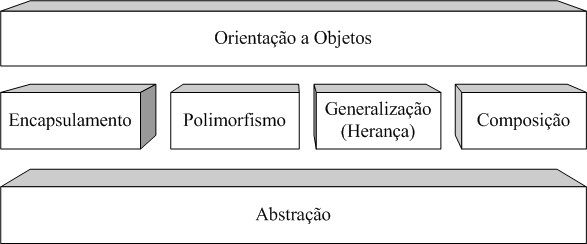 Orientação a Objetos
Encapsulamento
Polimorfismo
Generalização
(Herança)
Composição
Abstração